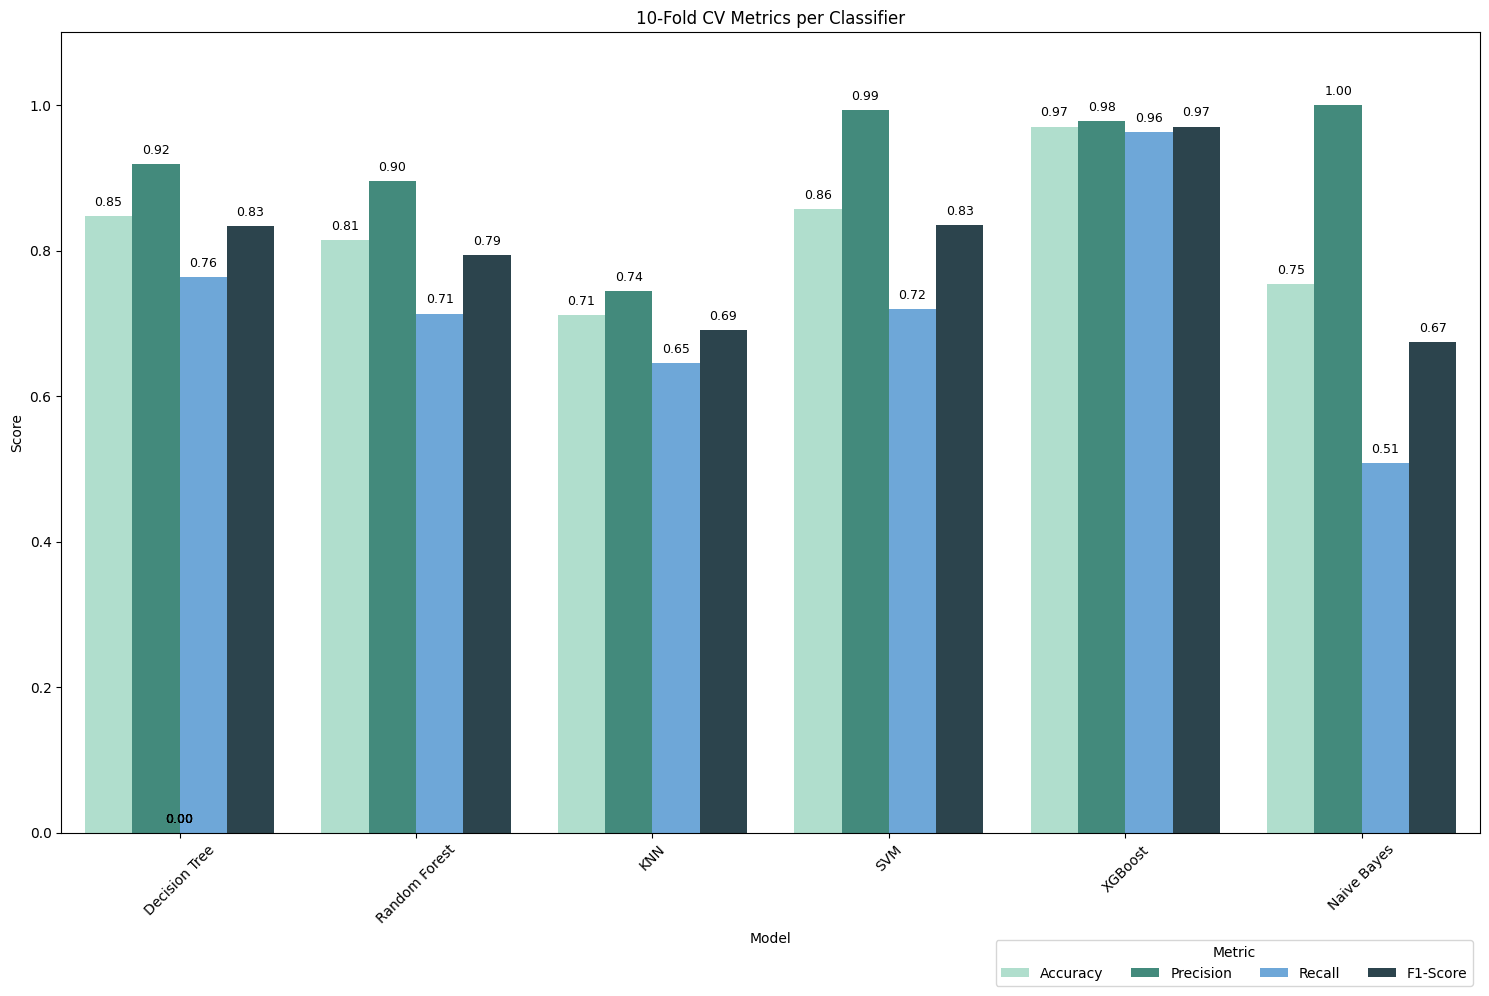 10-Fold CV Metrics per Classifier
Score
1.0
0.8
0.6
0.4
0.2
0.0
0.85
0.92
0.76
0.83
0.81
0.90
0.71
0.79
0.71
0.74
0.65
0.69
0.86
0.99
0.72
0.83
0.97
0.98
0.96
0.97
0.75
1.00
0.51
0.67
0.00
Decision Tree
Random Forest
KNN
SVM
XGBoost
Naive Bayes
Model
Metric
Accuracy Precision Recall F1-Score